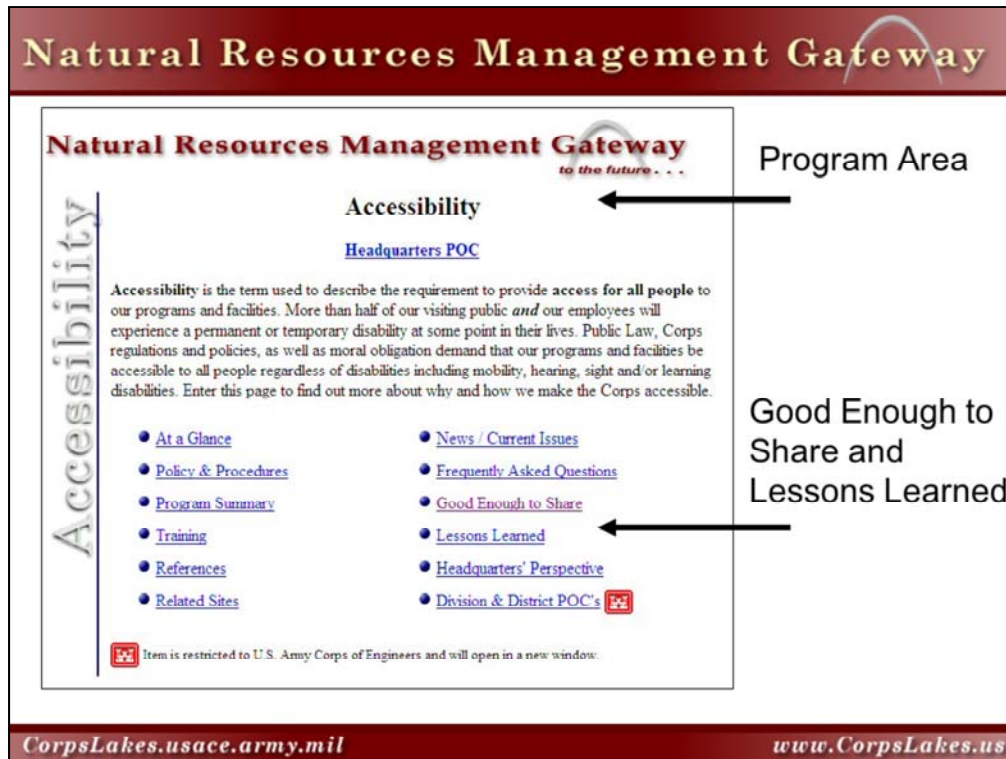 Natural Resources Management Gateway
Natural Resources Management Gateway
to the future . . .
Accessibility
Accessibility
Headquarters POC
Accessibility is the term used to describe the requirement to provide access for all people to
our programs and facilities. More than half of our visiting public and our employees will
experience a permanent or temporary disability at some point in their lives. Public Law, Corps
regulations and policies, as well as moral obligation demand that our programs and facilities be
accessible to all people regardless of disabilities including mobility, hearing, sight and/or learning
disabilities. Enter this page to find out more about why and how we make the Corps accessible.
At a Glance
Policy & Procedures
Program Summary
Training
References
Related Sites
News / Current Issues
Frequently Asked Questions
Good Enough to Share
Lessons Learned
Headquarters' Perspective
Division & District POC's
Item is restricted to U.S. Army Corps of Engineers and will open in a new window.
Program Area
Good Enough to
Share and
Lessons Learned
CorpsLakes.usace.army.mil
www.CorpsLakes.us